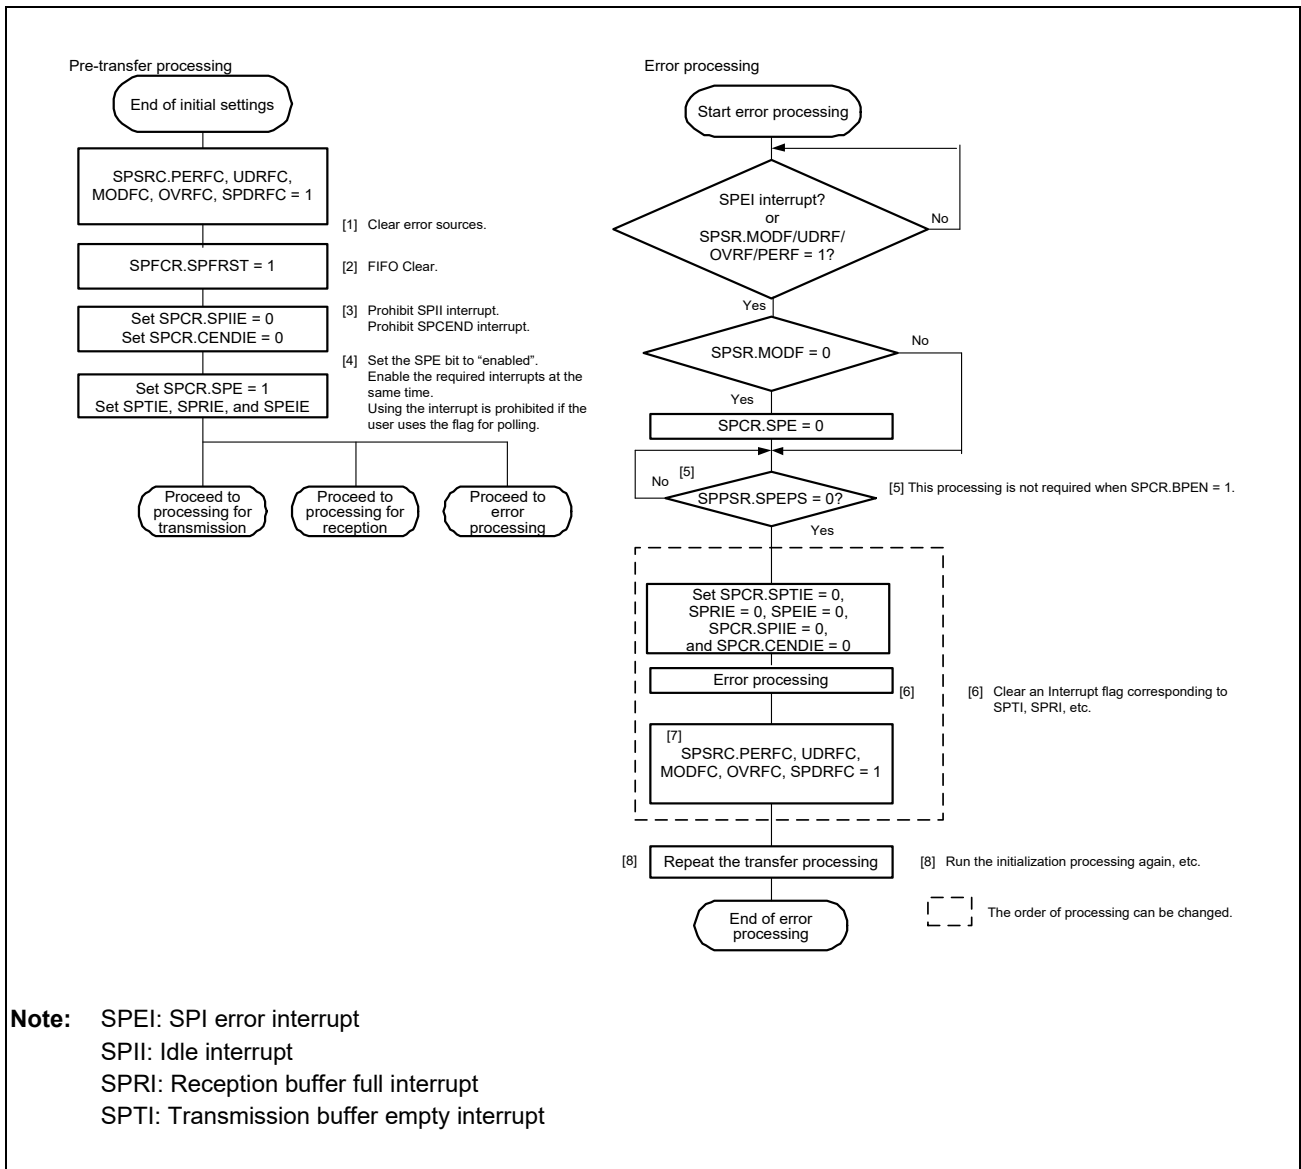 Pre-transfer processing
End of initial settings
SPSRC.PERFC, UDRFC,
MODFC, OVRFC, SPDRFC = 1
[1] Clear error sources.
SPFCR.SPFRST = 1
[2] FIFO Clear.
Set SPCR.SPIIE = 0
Set SPCR.CENDIE = 0
[3] Prohibit SPII interrupt.
Prohibit SPCEND interrupt.
Set SPCR.SPE = 1
Set SPTIE, SPRIE, and SPEIE
[4] Set the SPE bit to “enabled”.
Enable the required interrupts at the
same time.
Using the interrupt is prohibited if the
user uses the flag for polling.
Proceed to
processing for
transmission
Proceed to
processing for
reception
Proceed to
error
processing
Error processing
Start error processing
SPEI interrupt?
or
SPSR.MODF/UDRF/
OVRF/PERF = 1?
No
Yes
SPSR.MODF = 0
No
Yes
SPCR.SPE = 0
[5]
No
SPPSR.SPEPS = 0?
[5] This processing is not required when SPCR.BPEN = 1.
Yes
Set SPCR.SPTIE = 0,
SPRIE = 0, SPEIE = 0,
SPCR.SPIIE = 0,
and SPCR.CENDIE = 0
Error processing
[6]
[6] Clear an Interrupt flag corresponding to
SPTI, SPRI, etc.
[7]
SPSRC.PERFC, UDRFC,
MODFC, OVRFC, SPDRFC = 1
[8]
Repeat the transfer processing
[8] Run the initialization processing again, etc.
End of error
processing
The order of processing can be changed.
Note: SPEI: SPI error interrupt
SPII: Idle interrupt
SPRI: Reception buffer full interrupt
SPTI: Transmission buffer empty interrupt